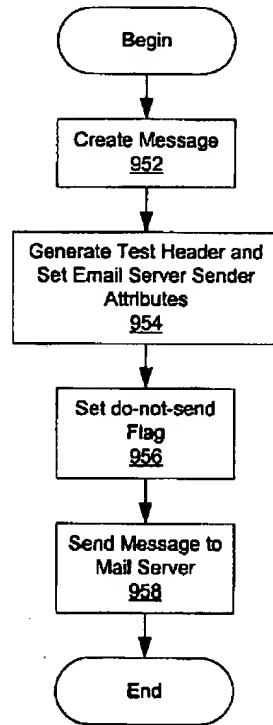 Begin
Create Message
952
Generate Test Header and
Set Email Server Sender
Attributes
954
Set do-not-send
Flag
956
Send Message to
Mail Server
958
End